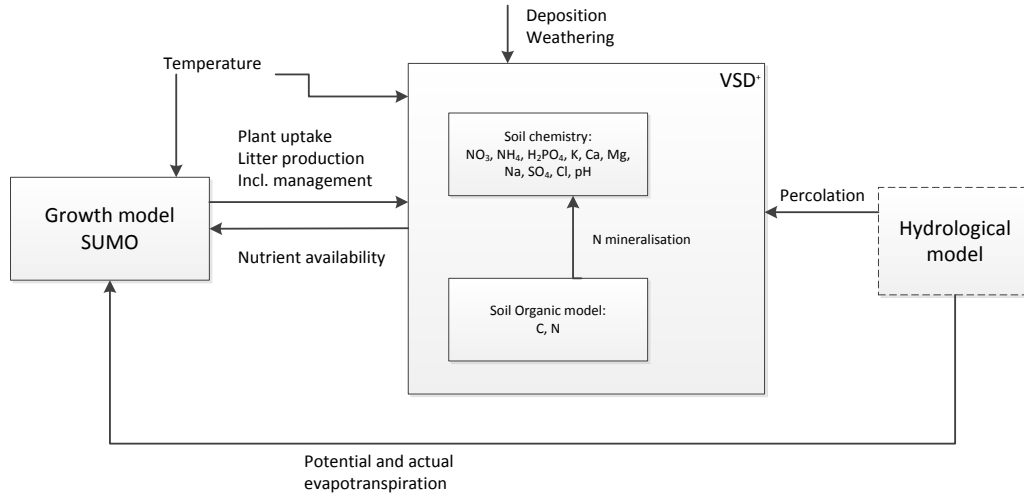 Deposition
Weathering
Temperature
VSD+
Plant uptake
Litter production
Incl. management
Soil chemistry:
NO3, NH4, H2PO4, K, Ca, Mg,
Na, SO4, Cl, pH
Growth model
SUMO
Percolation
Hydrological
model
N mineralisation
Nutrient availability
Soil Organic model:
C, N
Potential and actual
evapotranspiration